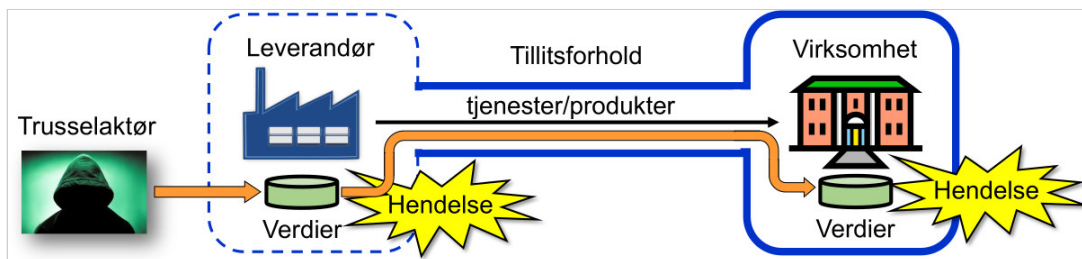 Leverandør
Tillitsforhold
Virksomhet
tjenester/produkter
Trusselaktør
Hendelse
Hendelse
Verdier
Verdier